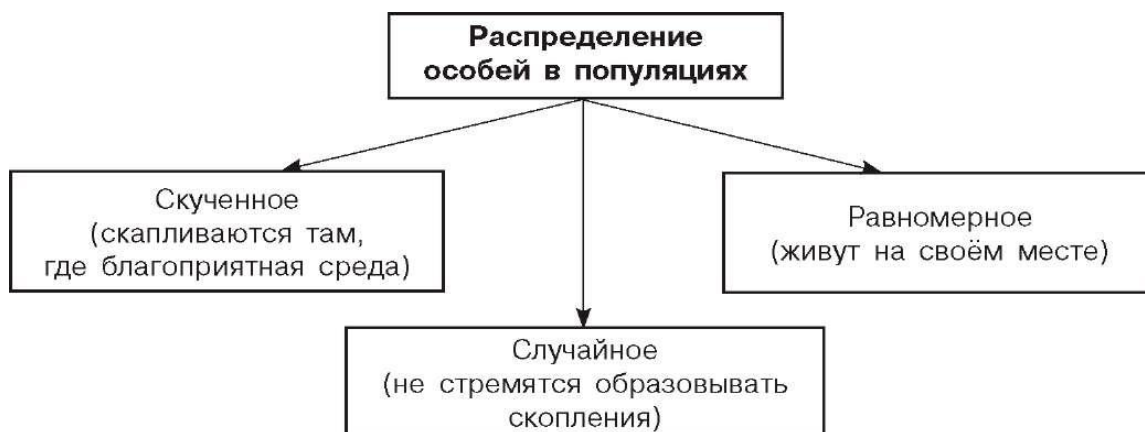 Распределение
особей в популяциях
Скученное
(скапливаются там,
где благоприятная среда)
Равномерное
(живут на своём месте)
Случайное
(не стремятся образовывать
скопления)